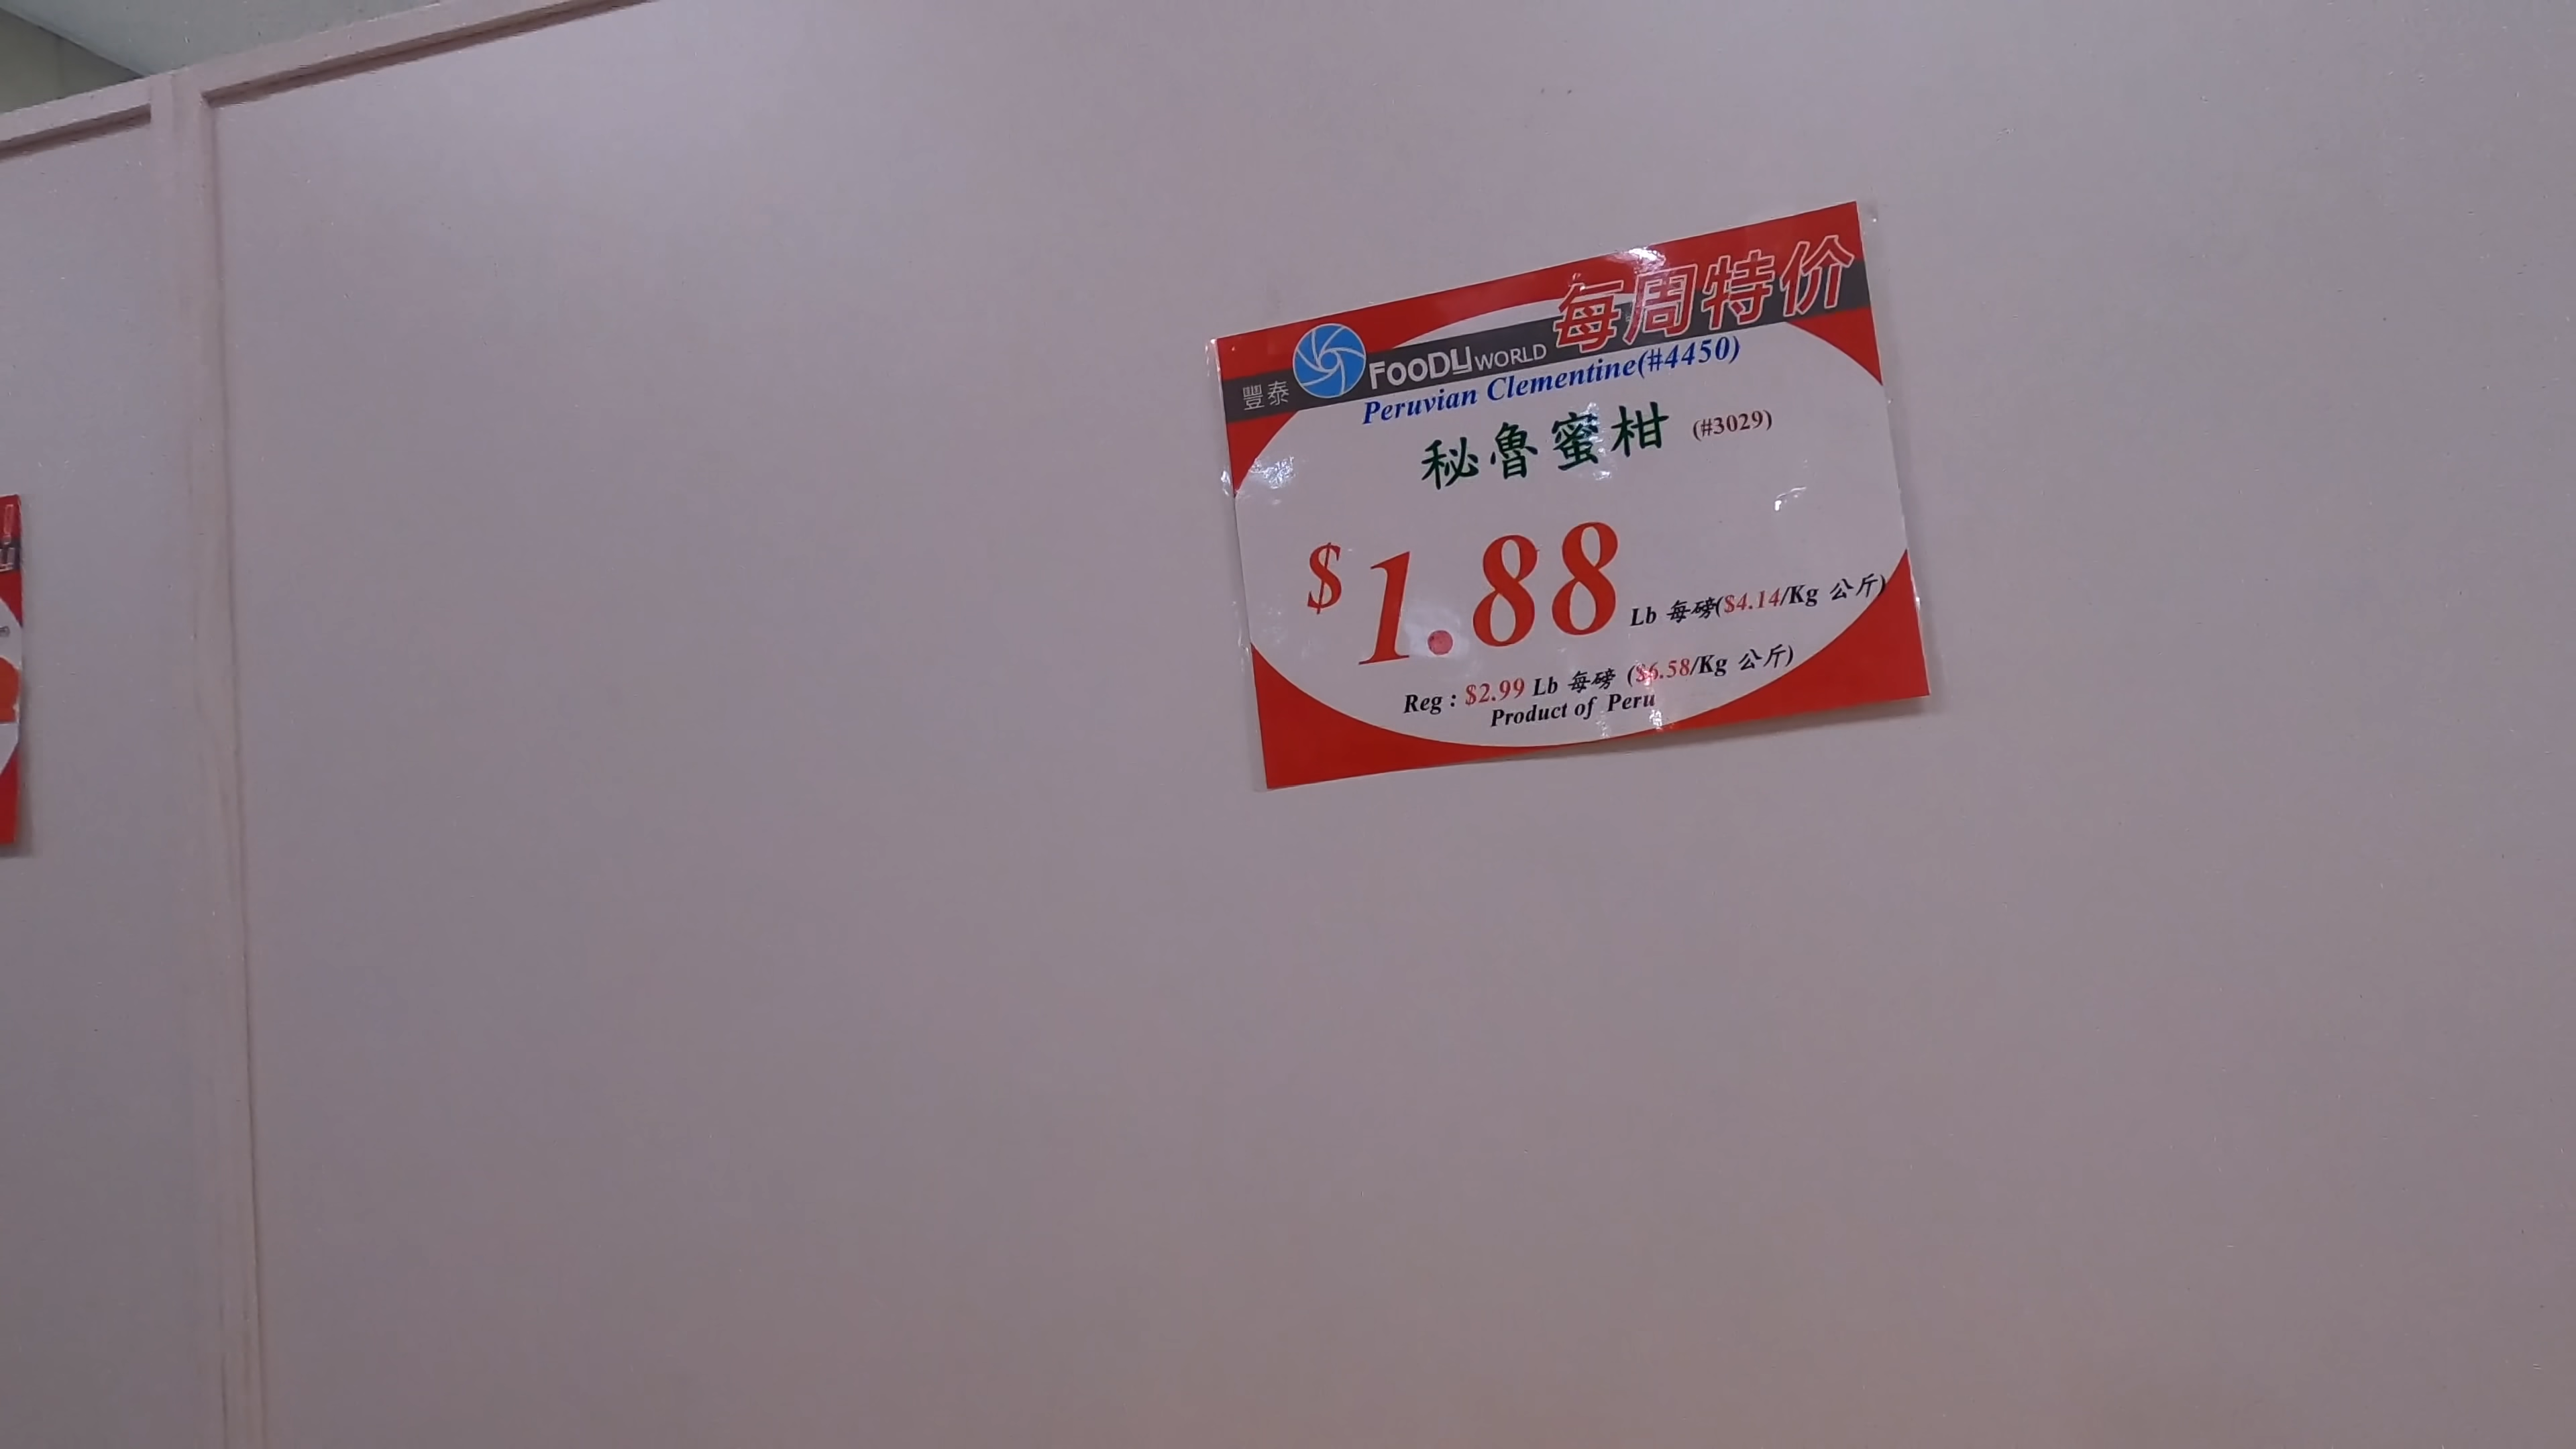 每周特价
豐泰 FOODY WORLD
Peruvian Clementine(#4450)
秘魯蜜柑 (#3029)
$1.88 Lb 每磅($4.14/Kg 公斤)
Reg : $2.99 Lb 每磅 ($6.58/Kg 公斤)
Product of Peru